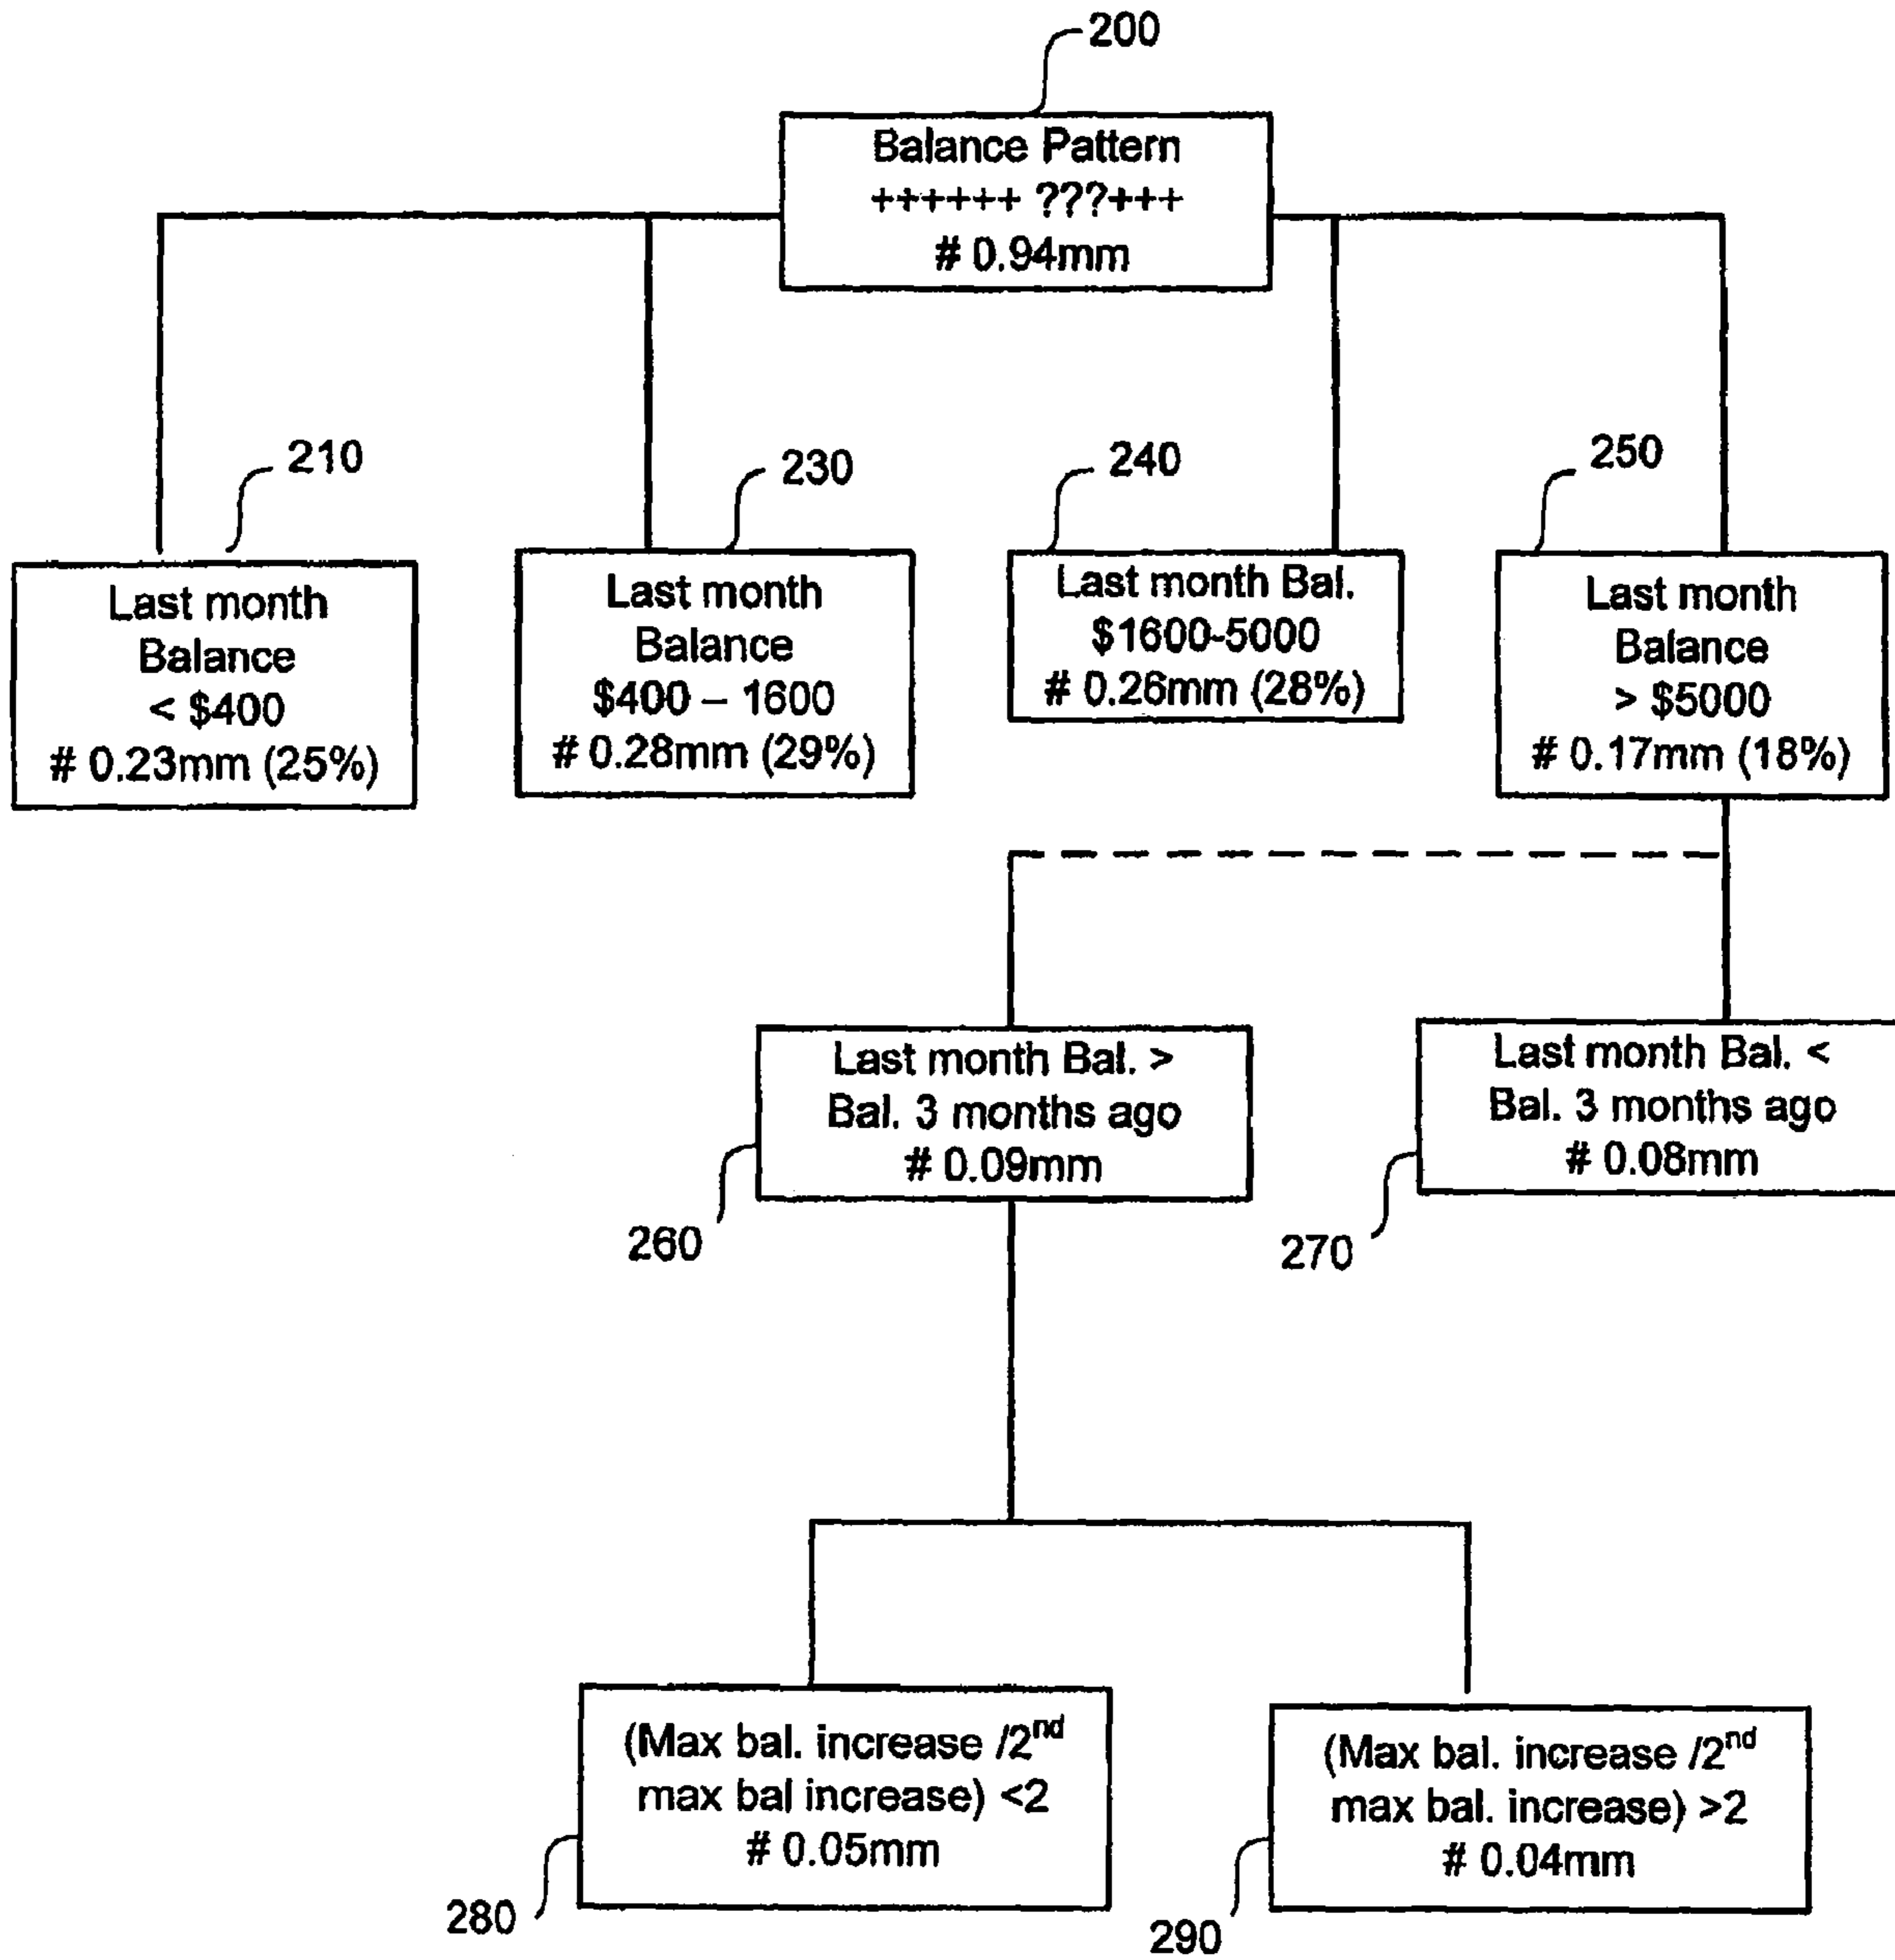 200
Balance Pattern
++++++ ???+++
# 0.94mm
210
230
240
250
Last month
Balance
< $400
# 0.23mm (25%)
Last month
Balance
$400 – 1600
# 0.28mm (29%)
Last month Bal.
$1600-5000
# 0.26mm (28%)
Last month
Balance
> $5000
# 0.17mm (18%)
Last month Bal. >
Bal. 3 months ago
# 0.09mm
260
Last month Bal. <
Bal. 3 months ago
# 0.08mm
270
(Max bal. increase /2nd
max bal increase) <2
# 0.05mm
280
(Max bal. increase /2nd
max bal. increase) >2
# 0.04mm
290